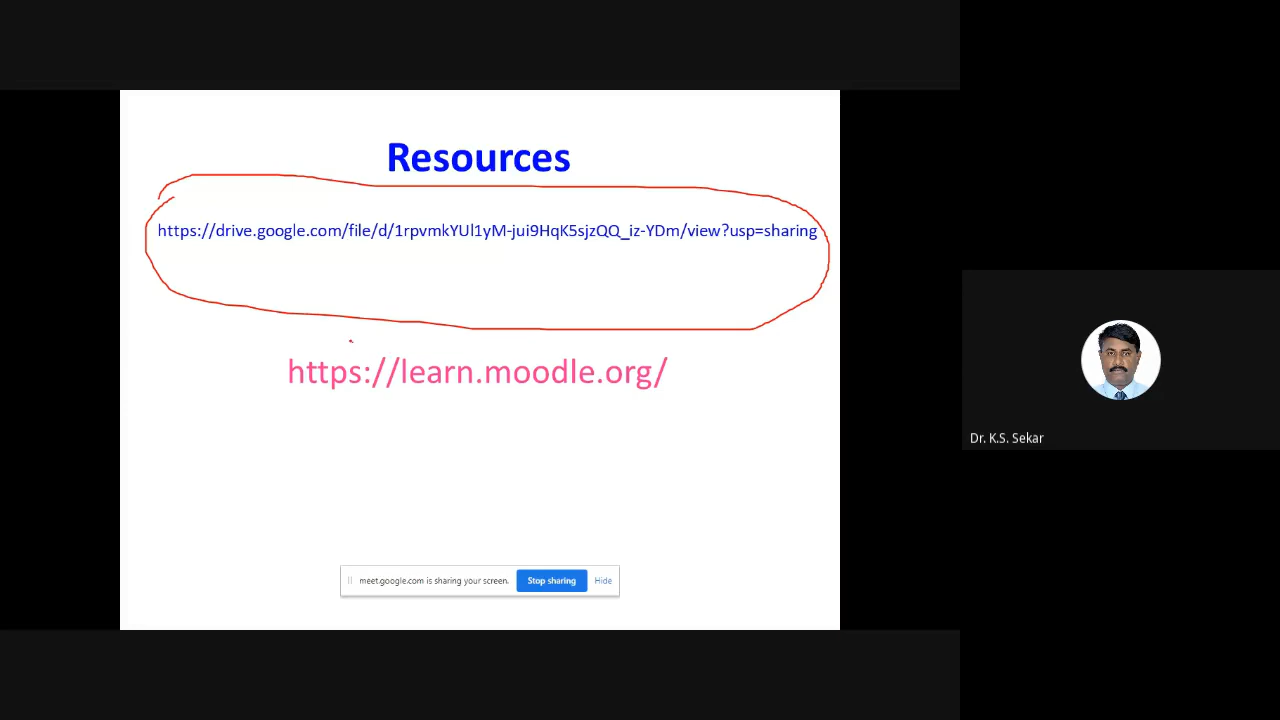 Resources
https://drive.google.com/file/d/1rpvmkYUl1yM-jui9HqK5sjzQQ_iz-YDm/view?usp=sharing
https://learn.moodle.org/
Dr. K.S. Sekar
meet.google.com is sharing your screen. Stop sharing Hide